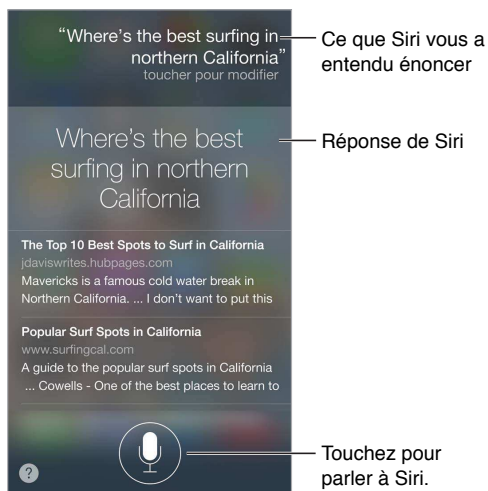 “Where's the best surfing in
northern California”
toucher pour modifier
Ce que Siri vous a
entendu énoncer
Where's the best
surfing in northern
California
Réponse de Siri
The Top 10 Best Spots to Surf in California
jdaviswrites.hubpages.com
Mavericks is a famous cold water break in
Northern California. ... I don't want to put this
Popular Surf Spots in California
www.surfingcal.com
A guide to the popular surf spots in California
... Cowells - One of the best places to learn to
?
Touchez pour
parler à Siri.